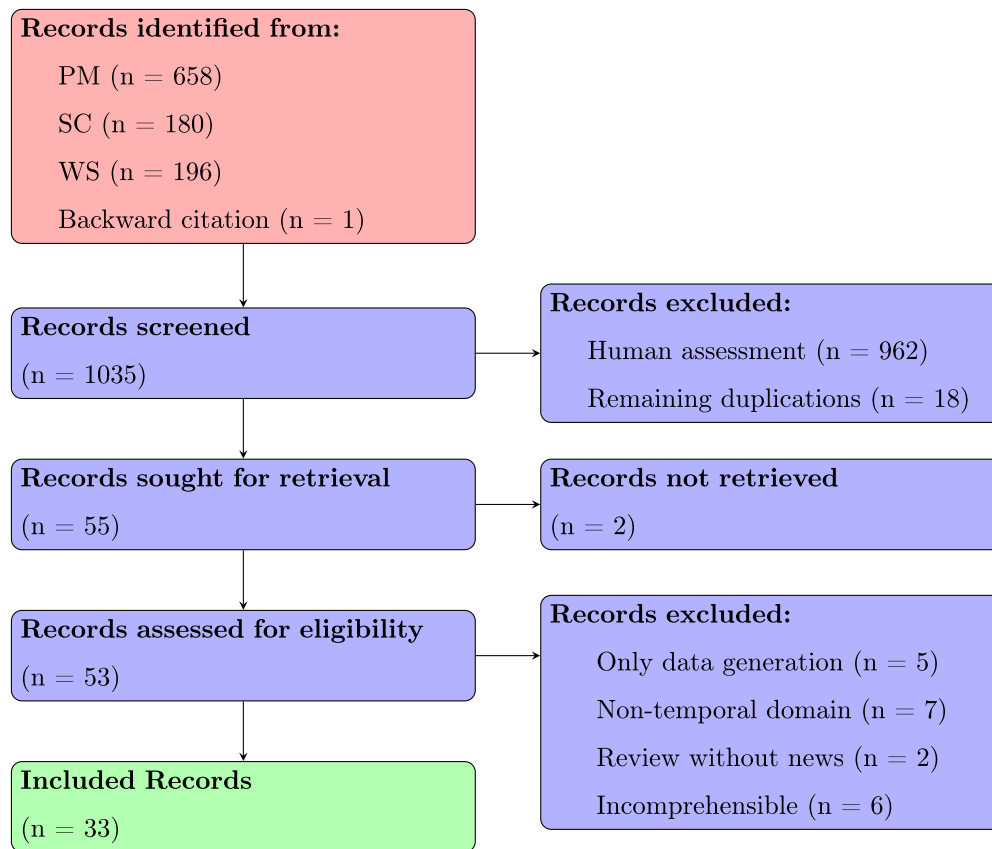 Records identified from:
PM (n = 658)
SC (n = 180)
WS (n = 196)
Backward citation (n = 1)
Records screened
(n = 1035)
Records excluded:
Human assessment (n = 962)
Remaining duplications (n = 18)
Records sought for retrieval
(n = 55)
Records not retrieved
(n = 2)
Records assessed for eligibility
(n = 53)
Records excluded:
Only data generation (n = 5)
Non-temporal domain (n = 7)
Review without news (n = 2)
Incomprehensible (n = 6)
Included Records
(n = 33)